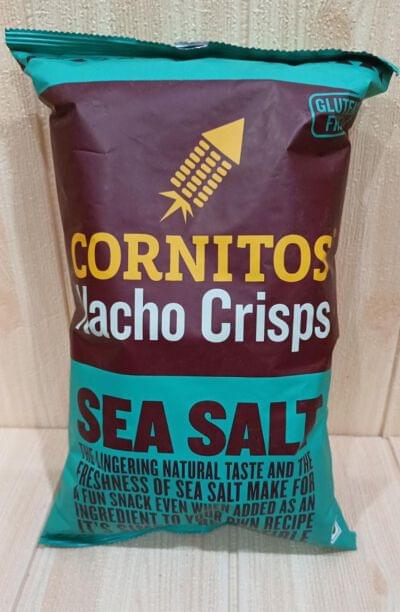 GLUTEN
CORNITOS
Nacho Crisps
SEA SALT
THE LINGERING NATURAL TASTE AND THE
FRESHNESS OF SEA SALT MAKE FOR
A FUN SNACK EVEN WHEN ADDED AS AN
INGREDIENT TO YOUR OWN RECIPE
IT'S